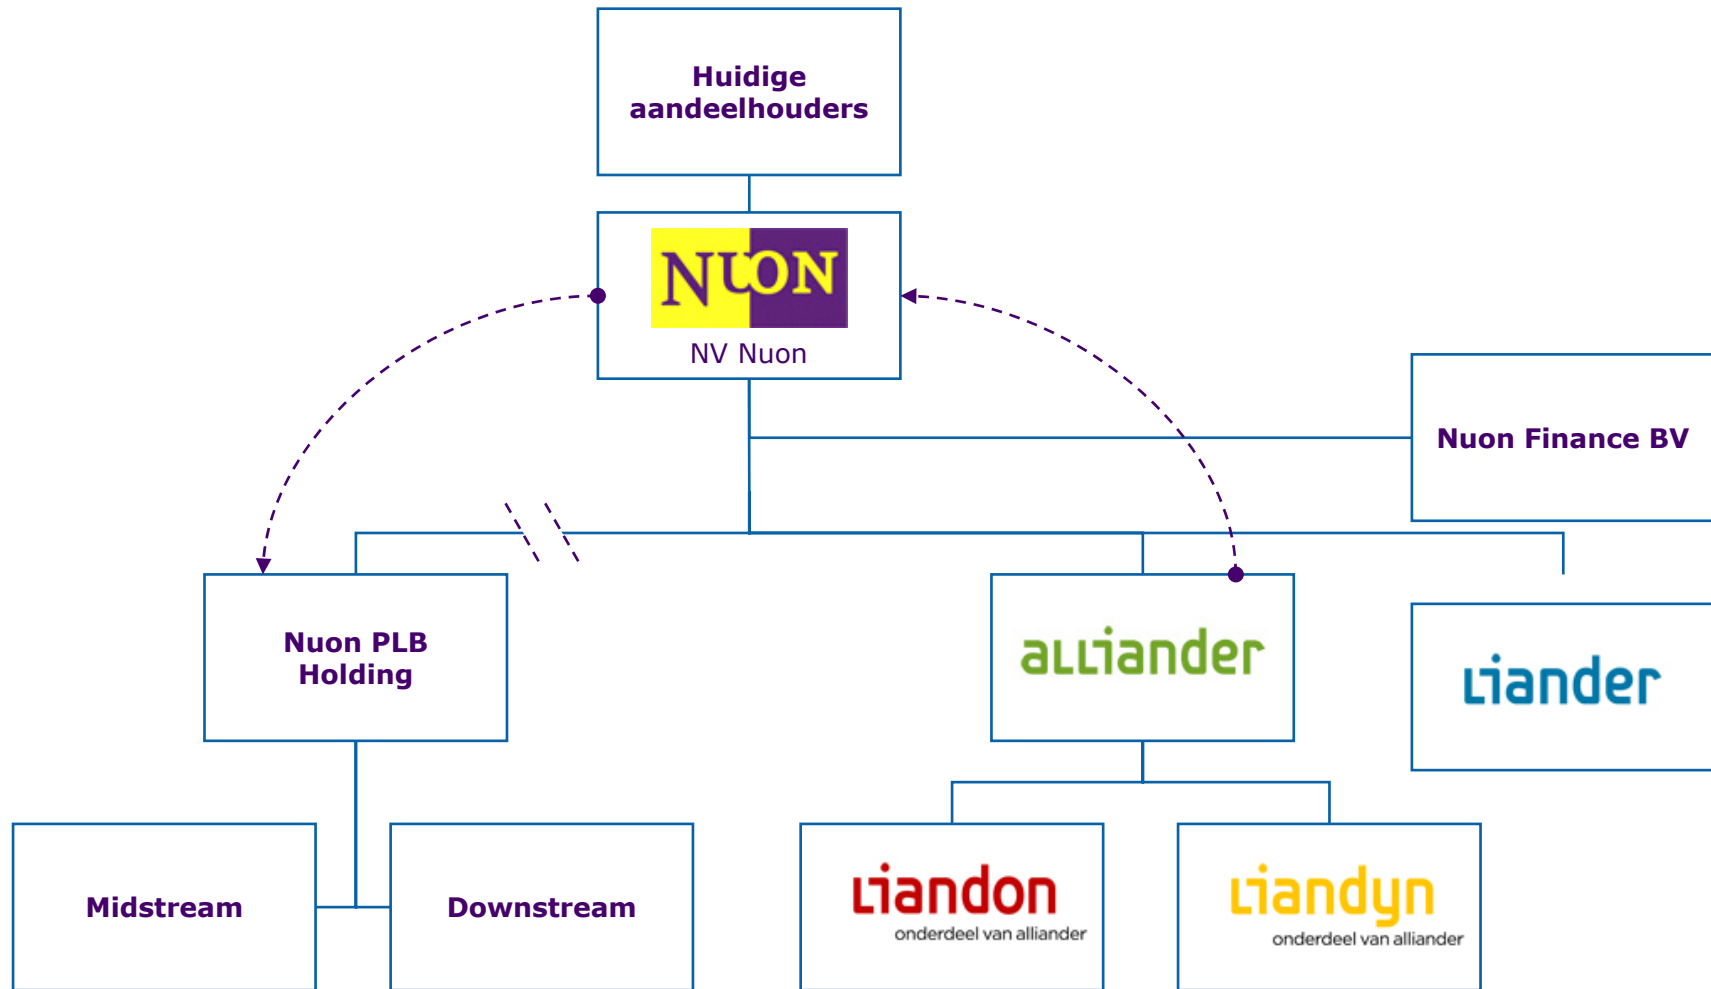 Huidige
aandeelhouders
NUON
NV Nuon
Nuon Finance BV
Nuon PLB
Holding
alliander
Liander
Midstream
Downstream
Liandon
onderdeel van alliander
Liandyn
onderdeel van alliander